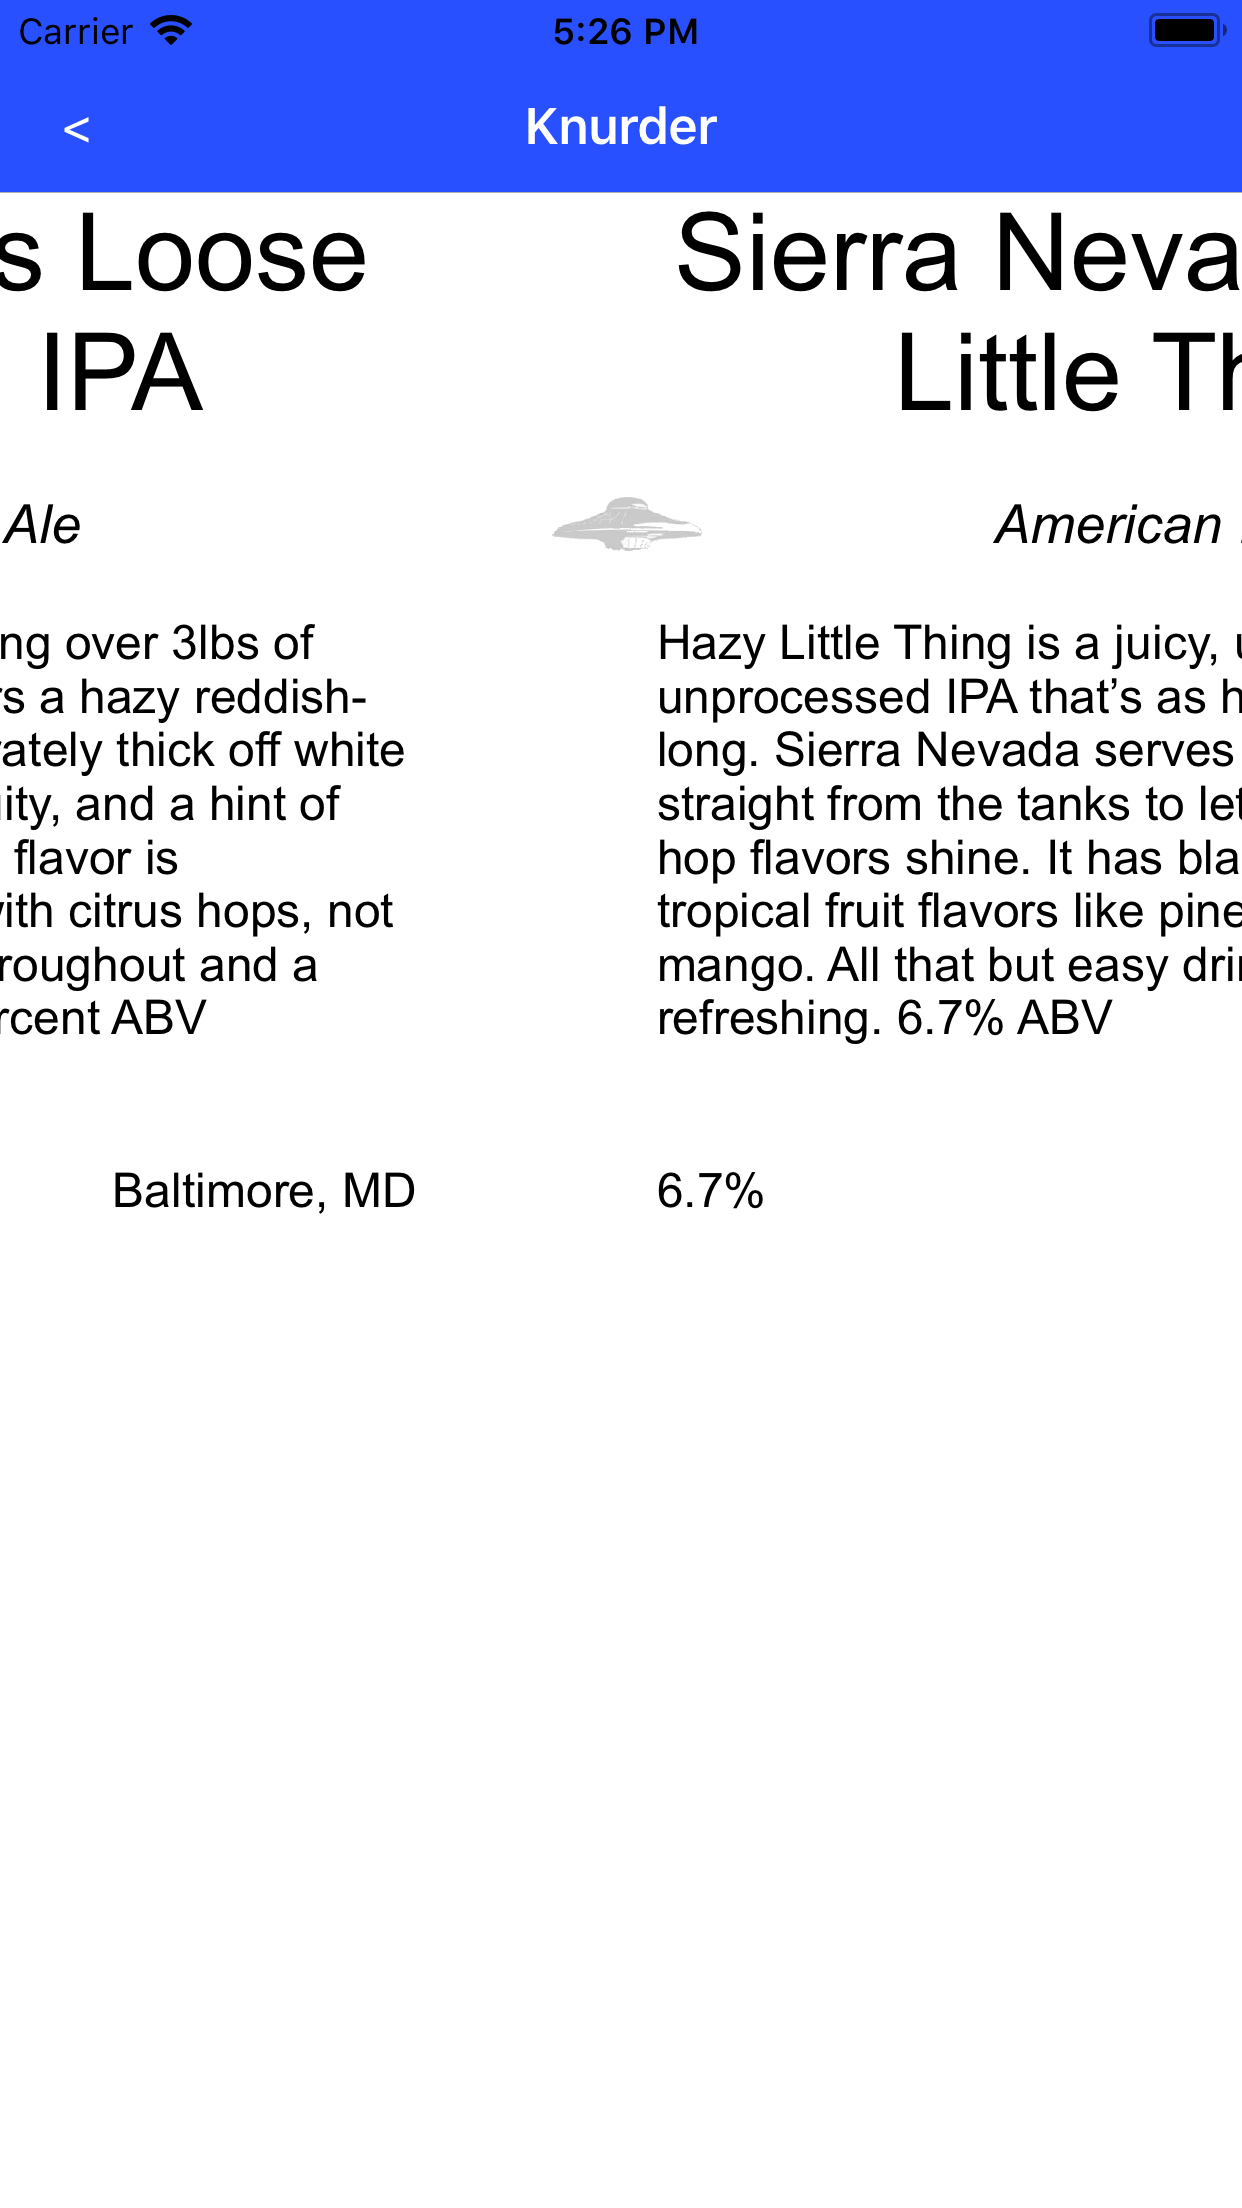 Carrier 5:26 PM
< Knurder
s Loose
IPA
Ale
ng over 3lbs of
rs a hazy reddish-
rately thick off white
ity, and a hint of
flavor is
vith citrus hops, not
roughout and a
rcent ABV
Baltimore, MD
Sierra Neva
Little Th
American
Hazy Little Thing is a juicy, u
unprocessed IPA that’s as h
long. Sierra Nevada serves
straight from the tanks to let
hop flavors shine. It has bla
tropical fruit flavors like pine
mango. All that but easy drin
refreshing. 6.7% ABV
6.7%